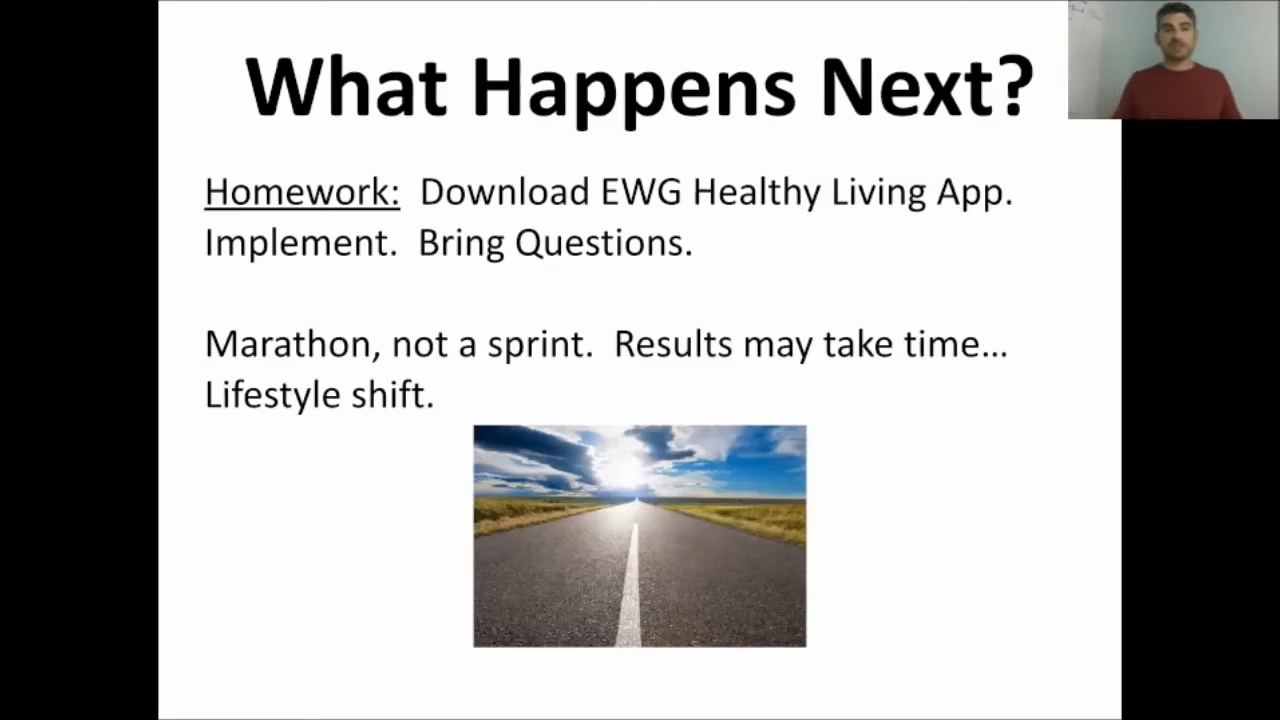 What Happens Next?
Homework: Download EWG Healthy Living App.
Implement. Bring Questions.
Marathon, not a sprint. Results may take time…
Lifestyle shift.